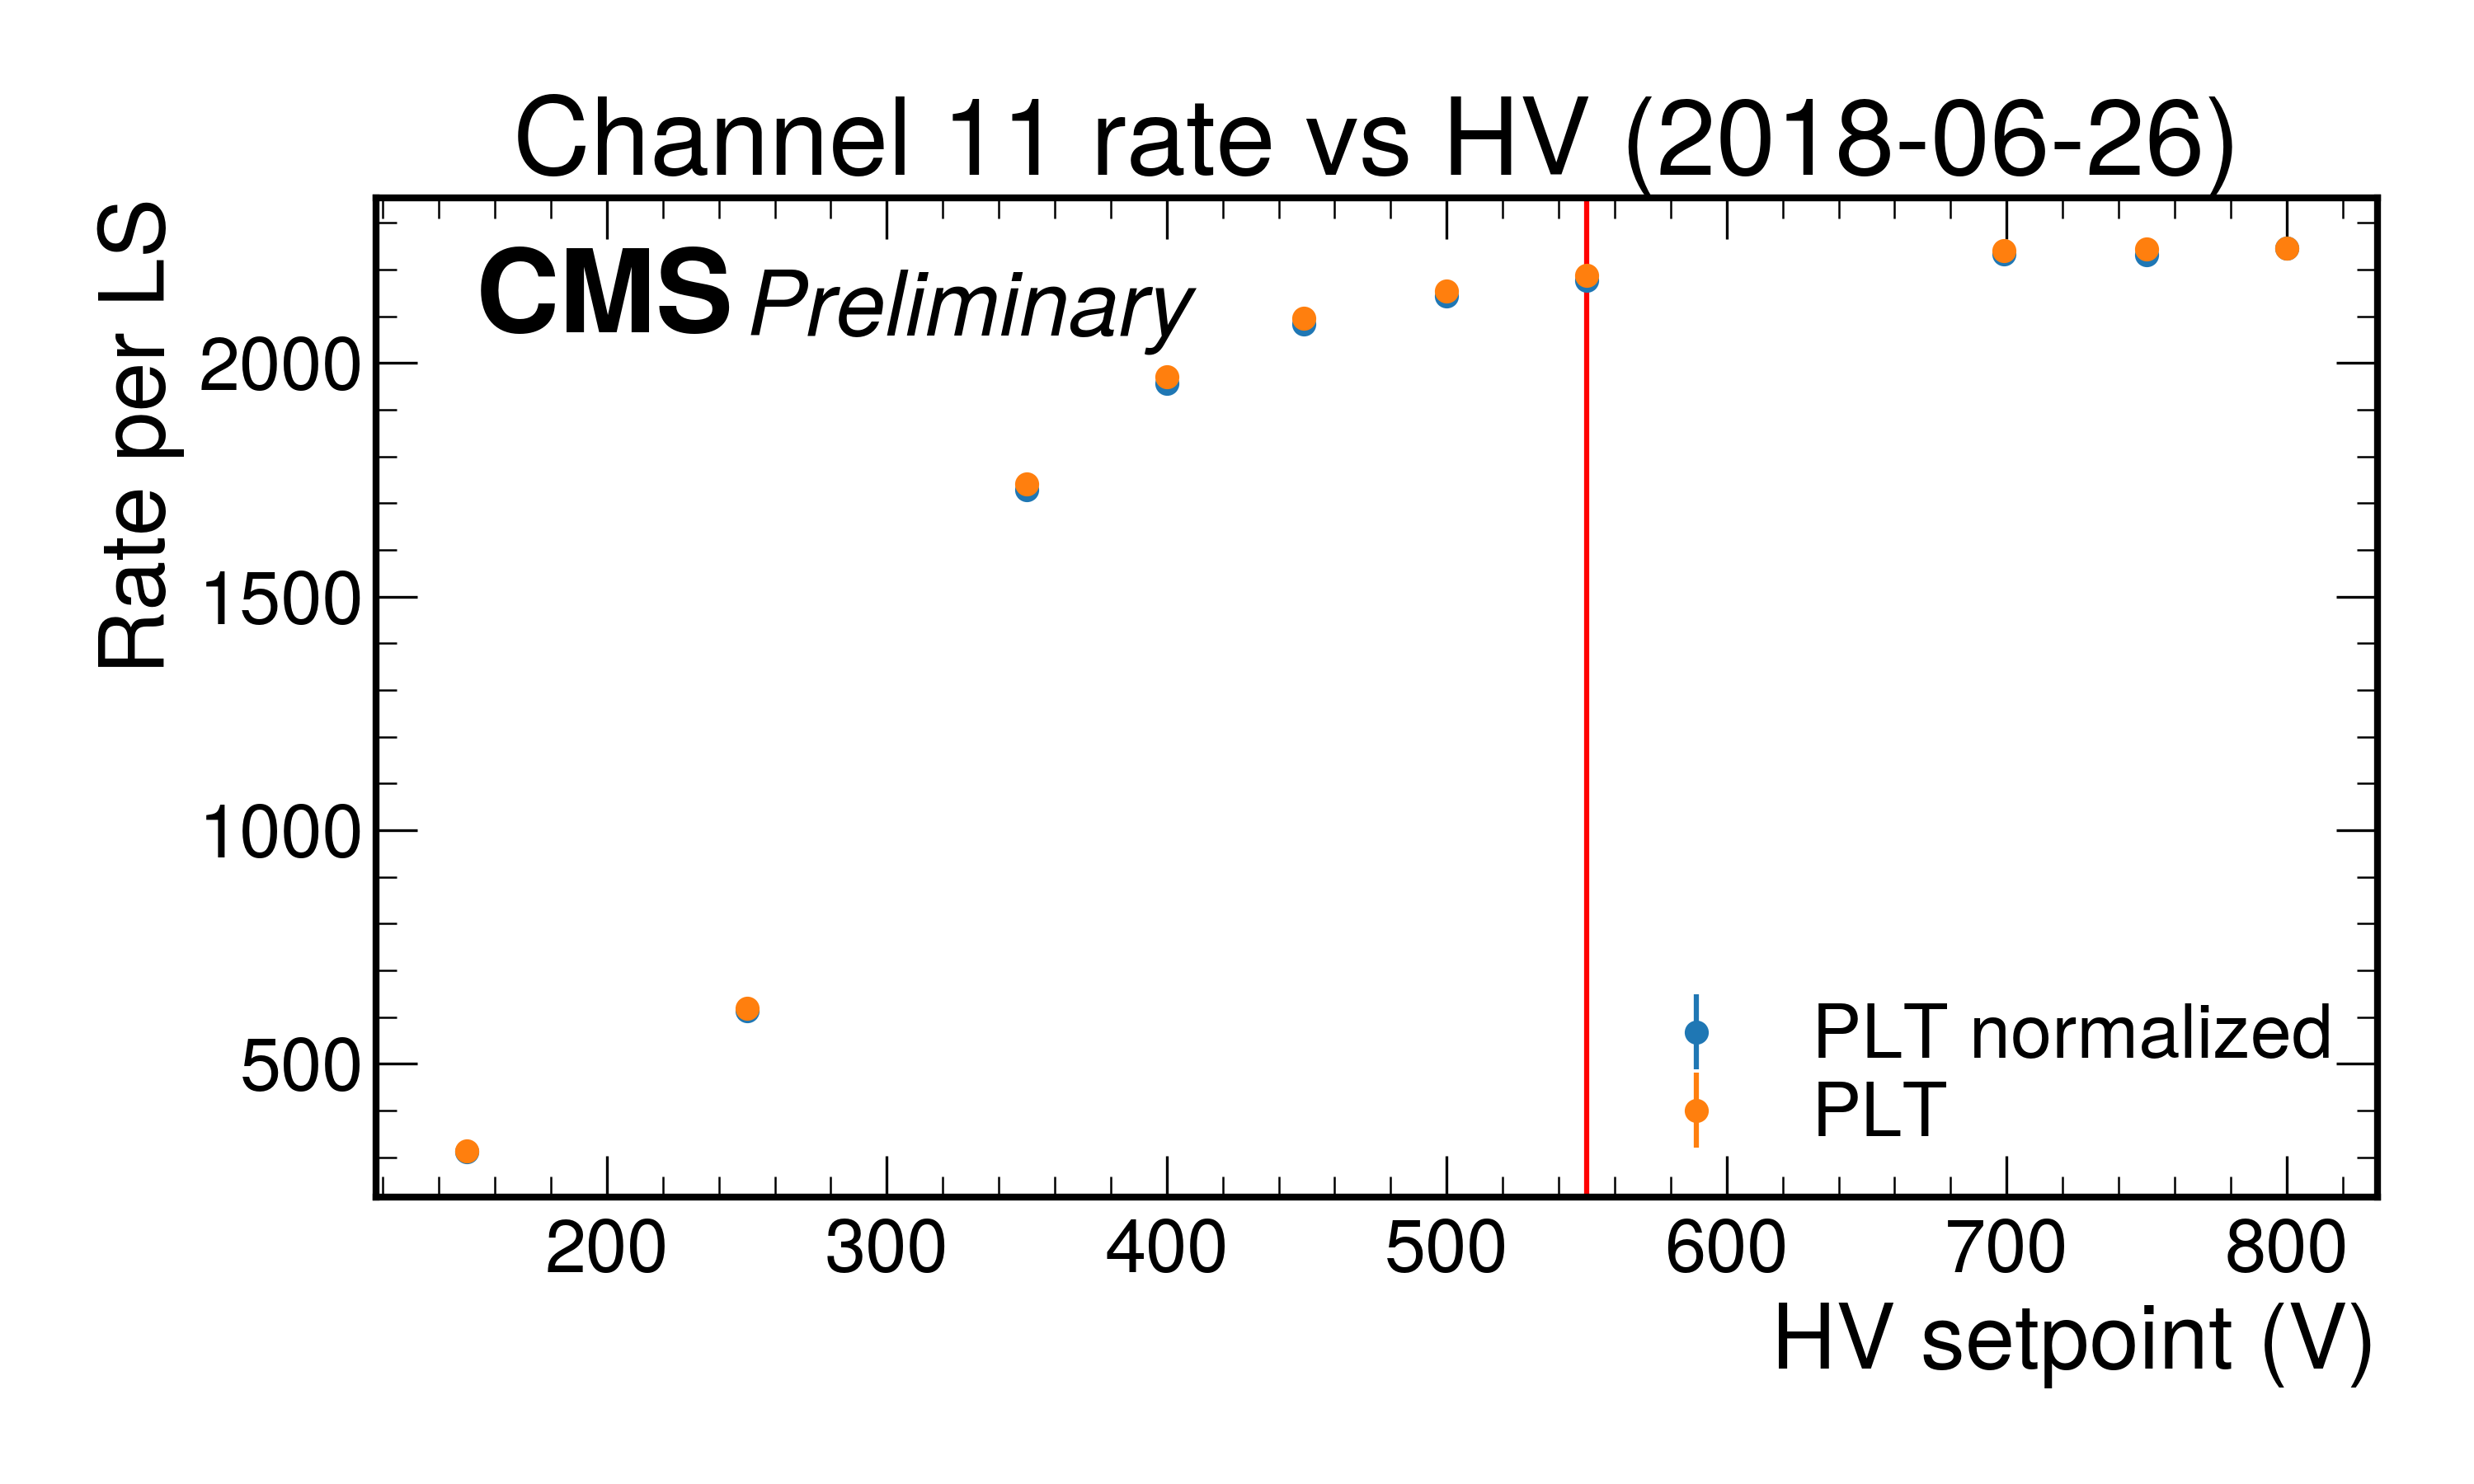 Channel 11 rate vs HV (2018-06-26)
CMS Preliminary
Rate per LS
2000
1500
1000
500
PLT normalized
PLT
200 300 400 500 600 700 800
HV setpoint (V)